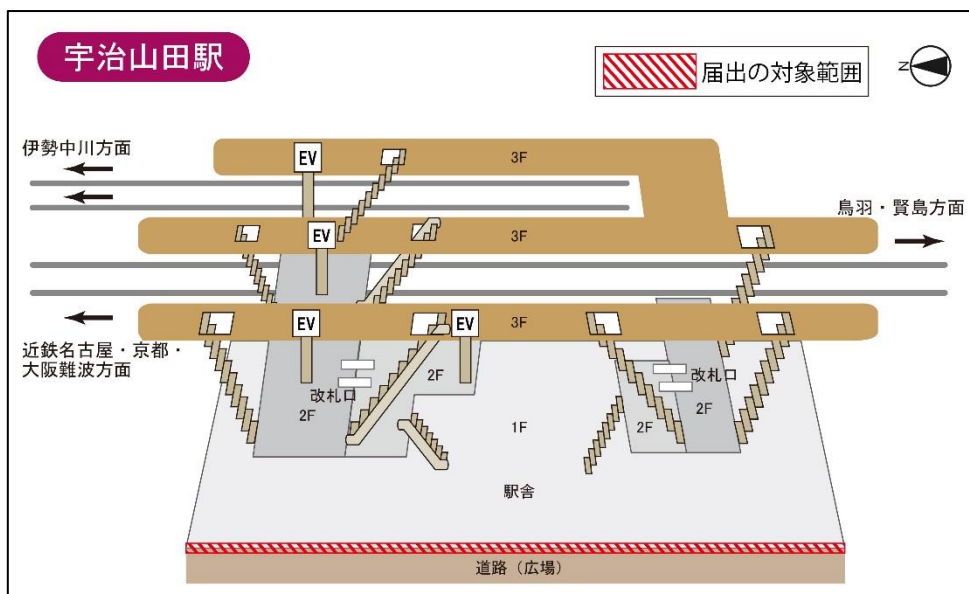 宇治山田駅
届出の対象範囲
N
伊勢中川方面
EV
3F
鳥羽・賢島方面
EV
3F
近鉄名古屋・京都・
大阪難波方面
EV
EV
3F
改札口
2F
2F
改札口
2F
2F
1F
駅舎
道路（広場）